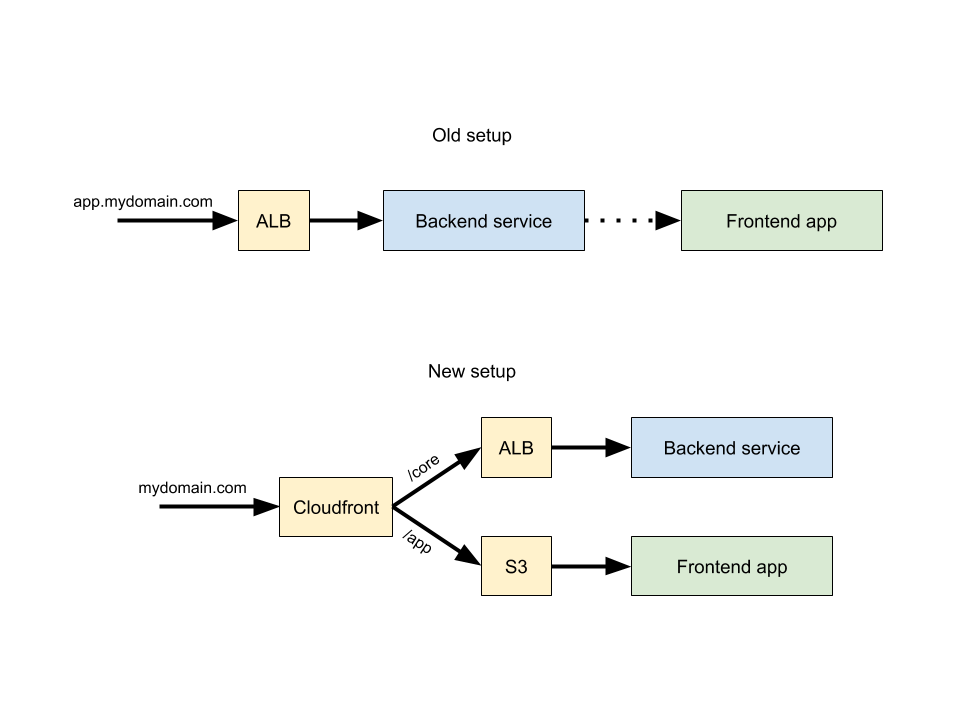 Old setup
app.mydomain.com
ALB
Backend service
Frontend app
New setup
mydomain.com
Cloudfront
/core
ALB
Backend service
/app
S3
Frontend app